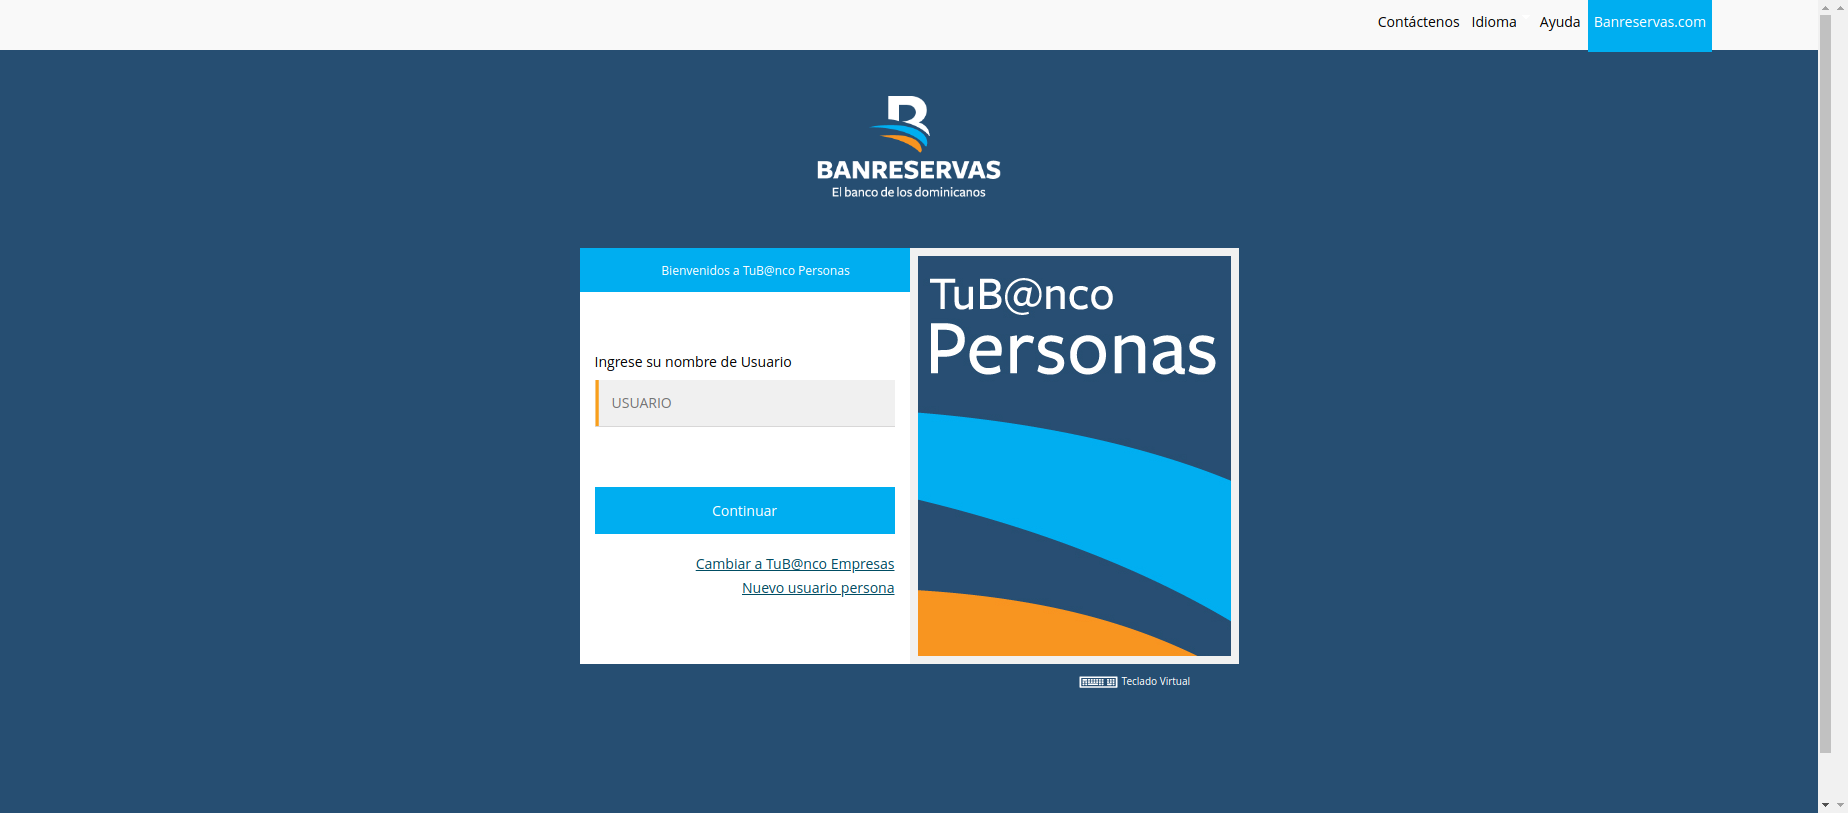 Contáctenos Idioma Ayuda Banreservas.com
B
BANRESERVAS
El banco de los dominicanos
Bienvenidos a TuB@nco Personas
Ingrese su nombre de Usuario
USUARIO
Continuar
Cambiar a TuB@nco Empresas
Nuevo usuario persona
TuB@nco
Personas
Teclado Virtual